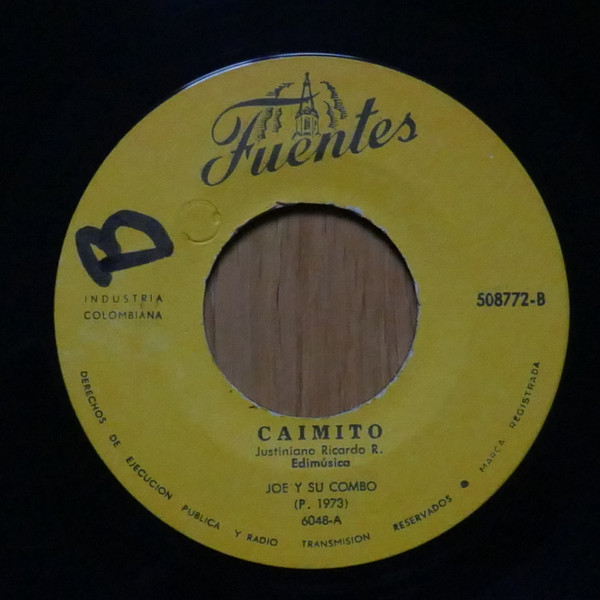 Fuentes
B
INDUSTRIA
COLOMBIANA
508772-B
CAIMITO
Justiniano Ricardo R.
Edimúsica
JOE Y SU COMBO
(P. 1973)
6048-A
DERECHOS DE EJECUCION PUBLICA Y RADIO TRANSMISION RESERVADOS ● MARCA REGISTRADA